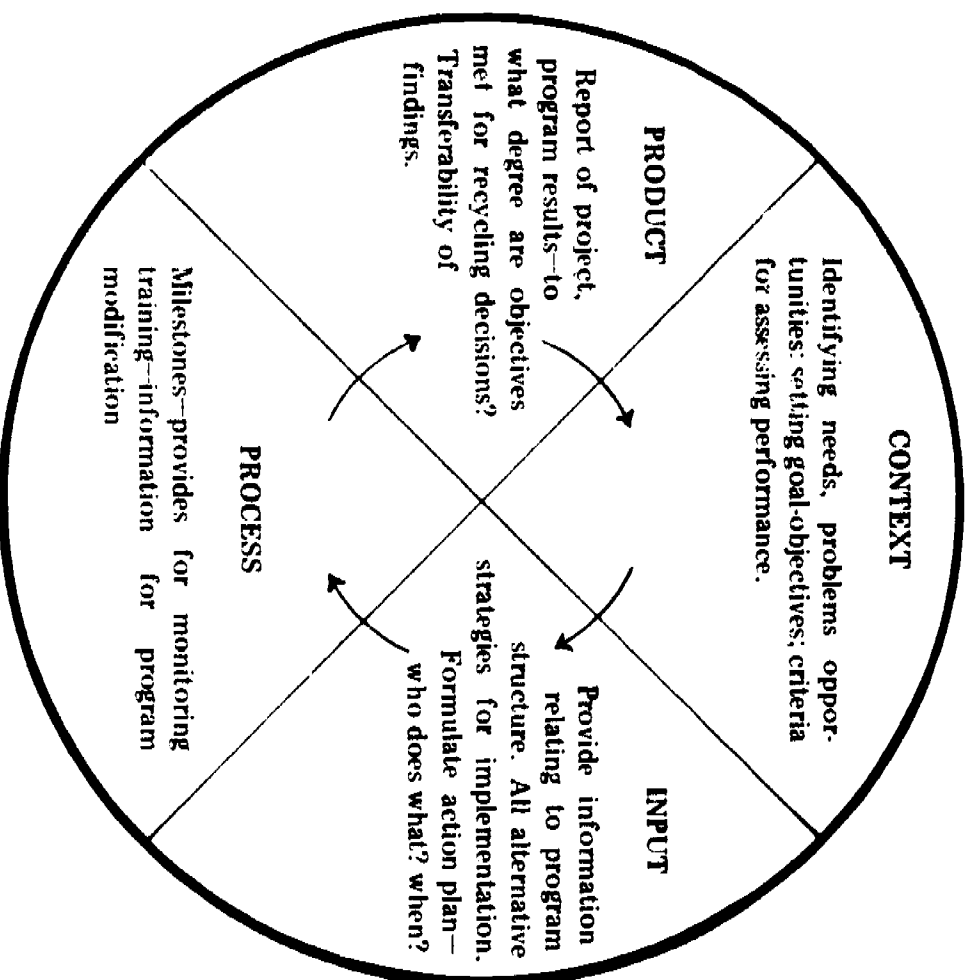 CONTEXT
Identifying needs, problems oppor-
tunities: setting goal-objectives; criteria
for assessing performance.
INPUT
Provide information
relating to program
structure. All alternative
strategies for implementation.
Formulate action plan—
who does what? when?
PROCESS
Milestones—provides for monitoring
training—information for program
modification
PRODUCT
Report of project,
program results—to
what degree are objectives
met for recycling decisions?
Transferability of
findings.